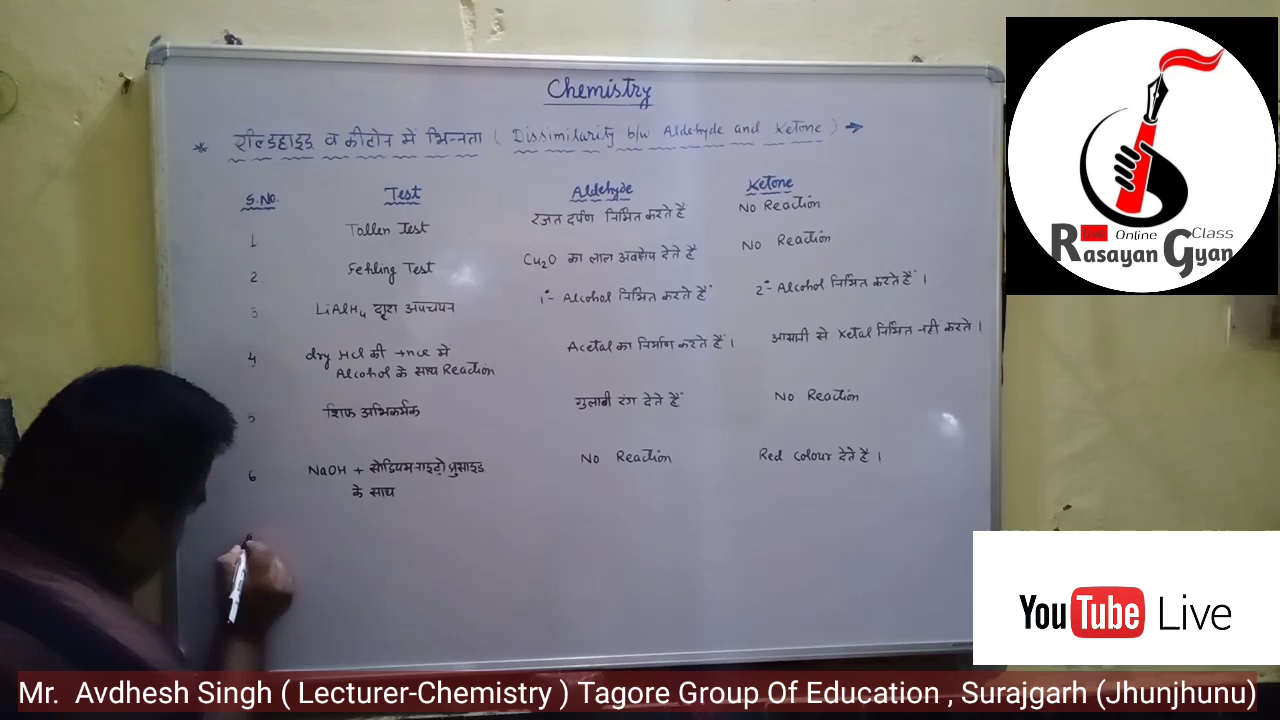 Chemistry
* एल्डिहाइड व कीटोन में भिन्नता ( Dissimilarity b/w Aldehyde and Ketone ) →
S.No. Test Aldehyde Ketone
1 Tollen Test रजत दर्पण निर्मित करते हैं No Reaction
2 Fehling Test Cu2O का लाल अवक्षेप देते हैं No Reaction
3 LiAlH4 द्वारा अपचयन 1°- Alcohol निर्मित करते हैं 2°- Alcohol निर्मित करते हैं ।
4 dry HCl की +nce में Acetal का निर्माण करते हैं । आसानी से Ketal निर्मित नही करते ।
Alcohol के साथ Reaction
5 शिफ अभिकर्मक गुलाबी रंग देते हैं No Reaction
6 NaOH + सोडियम नाइट्रोप्रुसाइड No Reaction Red Colour देते हैं ।
के साथ
Live Online Class
Rasayan Gyan
YouTube Live
Mr. Avdhesh Singh ( Lecturer-Chemistry ) Tagore Group Of Education , Surajgarh (Jhunjhunu)